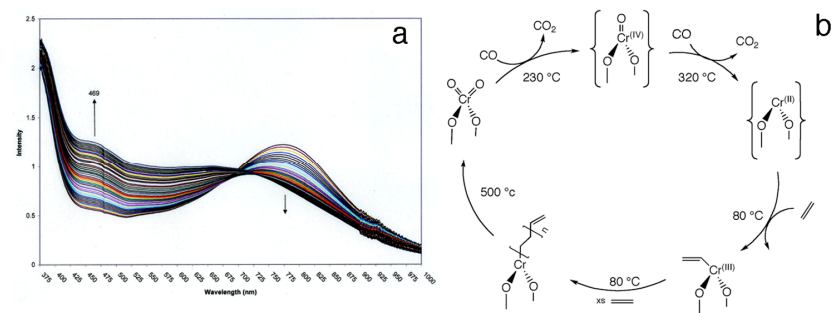 a
2.5
2
1.5
1
0.5
0
Intensity
469
375 400 425 450 475 500 525 550 575 600 625 650 675 700 725 750 775 800 825 850 875 900 925 950 975 1000
Wavelength (nm)
b
CO
CO2
230 °C
O
Cr(IV)
O O
CO
CO2
320 °C
O O
Cr
O O
Cr(II)
O O
500 °c
80 °C
n
Cr
O O
80 °C
xs
Cr(III)
O O